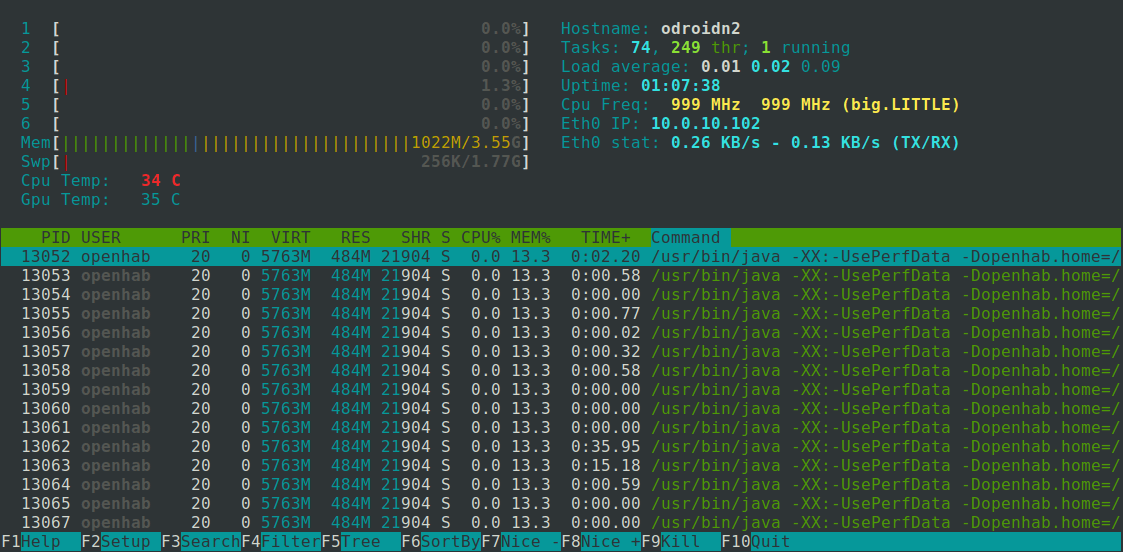 1 [ 0.0%] Hostname: odroidn2
2 [ 0.0%] Tasks: 74, 249 thr; 1 running
3 [ 0.0%] Load average: 0.01 0.02 0.09
4 [| 1.3%] Uptime: 01:07:38
5 [ 0.0%] Cpu Freq: 999 MHz 999 MHz (big.LITTLE)
6 [ 0.0%] Eth0 IP: 10.0.10.102
Mem[|||||||||||||||||||||||||||||||||||1022M/3.55G] Eth0 stat: 0.26 KB/s - 0.13 KB/s (TX/RX)
Swp[| 256K/1.77G]
Cpu Temp: 34 C
Gpu Temp: 35 C
PID USER PRI NI VIRT RES SHR S CPU% MEM% TIME+ Command
13052 openhab 20 0 5763M 484M 21904 S 0.0 13.3 0:02.20 /usr/bin/java -XX:-UsePerfData -Dopenhab.home=/
13053 openhab 20 0 5763M 484M 21904 S 0.0 13.3 0:00.58 /usr/bin/java -XX:-UsePerfData -Dopenhab.home=/
13054 openhab 20 0 5763M 484M 21904 S 0.0 13.3 0:00.00 /usr/bin/java -XX:-UsePerfData -Dopenhab.home=/
13055 openhab 20 0 5763M 484M 21904 S 0.0 13.3 0:00.77 /usr/bin/java -XX:-UsePerfData -Dopenhab.home=/
13056 openhab 20 0 5763M 484M 21904 S 0.0 13.3 0:00.02 /usr/bin/java -XX:-UsePerfData -Dopenhab.home=/
13057 openhab 20 0 5763M 484M 21904 S 0.0 13.3 0:00.32 /usr/bin/java -XX:-UsePerfData -Dopenhab.home=/
13058 openhab 20 0 5763M 484M 21904 S 0.0 13.3 0:00.58 /usr/bin/java -XX:-UsePerfData -Dopenhab.home=/
13059 openhab 20 0 5763M 484M 21904 S 0.0 13.3 0:00.00 /usr/bin/java -XX:-UsePerfData -Dopenhab.home=/
13060 openhab 20 0 5763M 484M 21904 S 0.0 13.3 0:00.00 /usr/bin/java -XX:-UsePerfData -Dopenhab.home=/
13061 openhab 20 0 5763M 484M 21904 S 0.0 13.3 0:00.00 /usr/bin/java -XX:-UsePerfData -Dopenhab.home=/
13062 openhab 20 0 5763M 484M 21904 S 0.0 13.3 0:35.95 /usr/bin/java -XX:-UsePerfData -Dopenhab.home=/
13063 openhab 20 0 5763M 484M 21904 S 0.0 13.3 0:15.18 /usr/bin/java -XX:-UsePerfData -Dopenhab.home=/
13064 openhab 20 0 5763M 484M 21904 S 0.0 13.3 0:00.59 /usr/bin/java -XX:-UsePerfData -Dopenhab.home=/
13065 openhab 20 0 5763M 484M 21904 S 0.0 13.3 0:00.00 /usr/bin/java -XX:-UsePerfData -Dopenhab.home=/
13067 openhab 20 0 5763M 484M 21904 S 0.0 13.3 0:00.00 /usr/bin/java -XX:-UsePerfData -Dopenhab.home=/
F1Help F2Setup F3SearchF4FilterF5Tree F6SortByF7Nice -F8Nice +F9Kill F10Quit